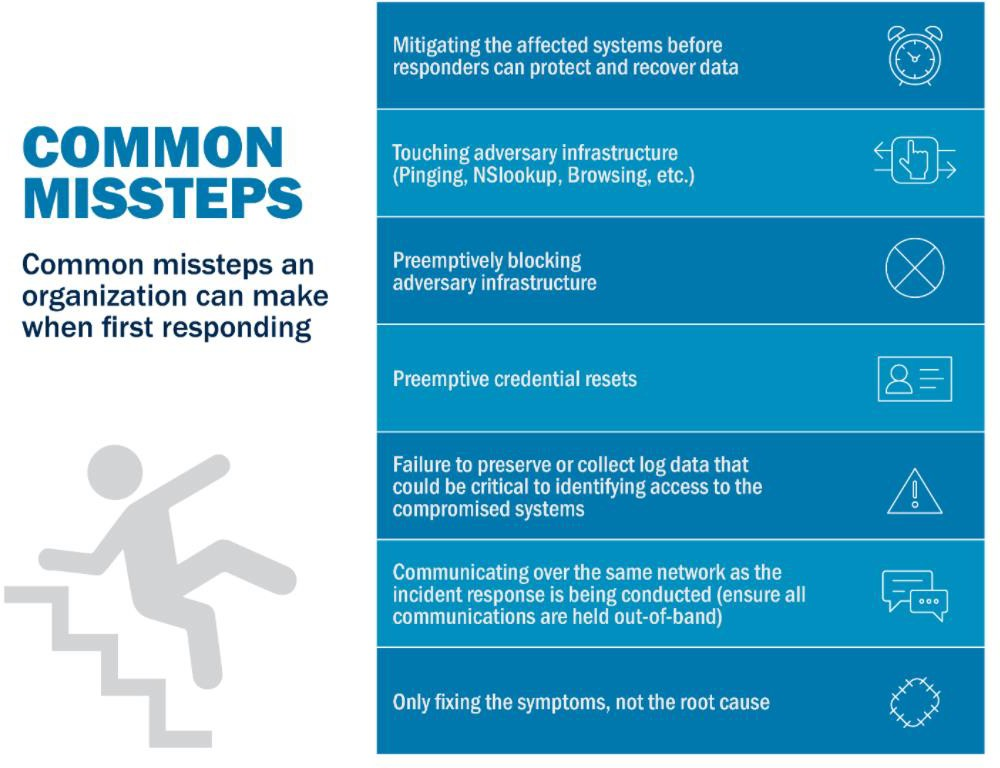 COMMON
MISSTEPS
Common missteps an
organization can make
when first responding
Mitigating the affected systems before
responders can protect and recover data
Touching adversary infrastructure
(Pinging, NSlookup, Browsing, etc.)
Preemptively blocking
adversary infrastructure
Preemptive credential resets
Failure to preserve or collect log data that
could be critical to identifying access to the
compromised systems
Communicating over the same network as the
incident response is being conducted (ensure all
communications are held out-of-band)
Only fixing the symptoms, not the root cause